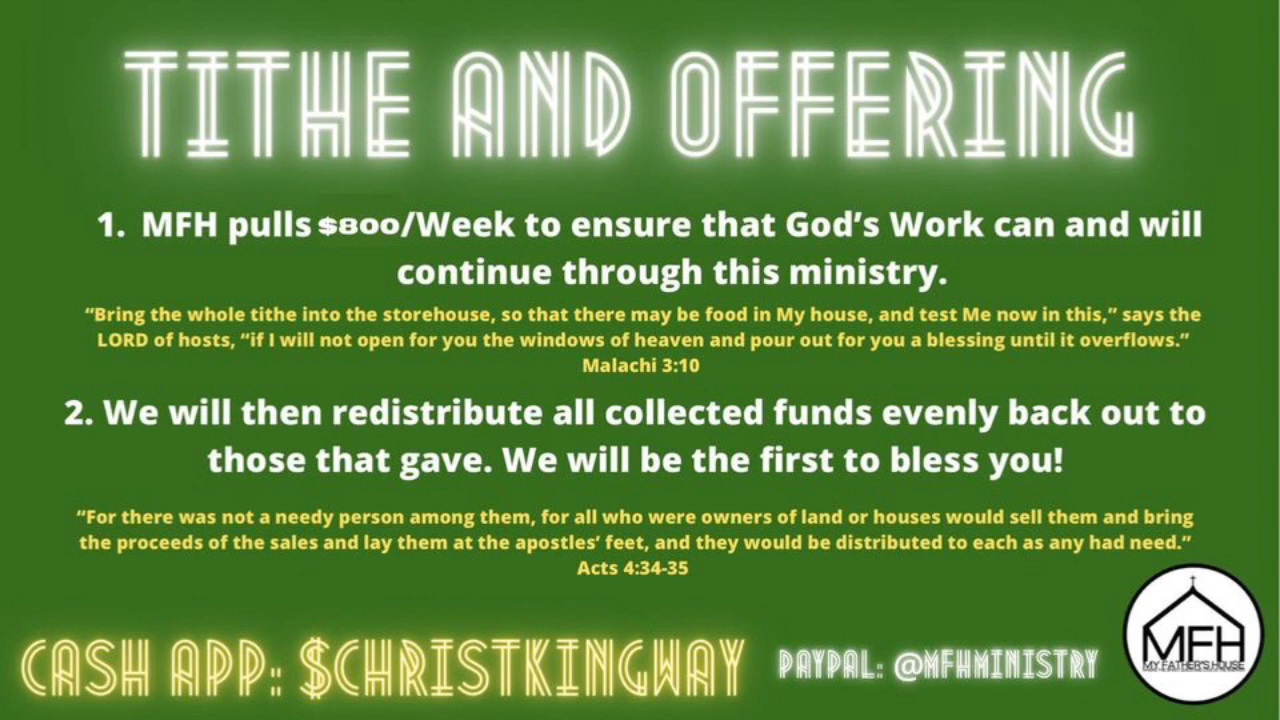 TITHE AND OFFERING
1. MFH pulls $800/Week to ensure that God’s Work can and will
continue through this ministry.
“Bring the whole tithe into the storehouse, so that there may be food in My house, and test Me now in this,” says the
LORD of hosts, “if I will not open for you the windows of heaven and pour out for you a blessing until it overflows.”
Malachi 3:10
2. We will then redistribute all collected funds evenly back out to
those that gave. We will be the first to bless you!
“For there was not a needy person among them, for all who were owners of land or houses would sell them and bring
the proceeds of the sales and lay them at the apostles’ feet, and they would be distributed to each as any had need.”
Acts 4:34-35
CASH APP: $CHRISTKINGWAY
PAYPAL: @MFHMINISTRY
MFH
MY FATHER'S HOUSE